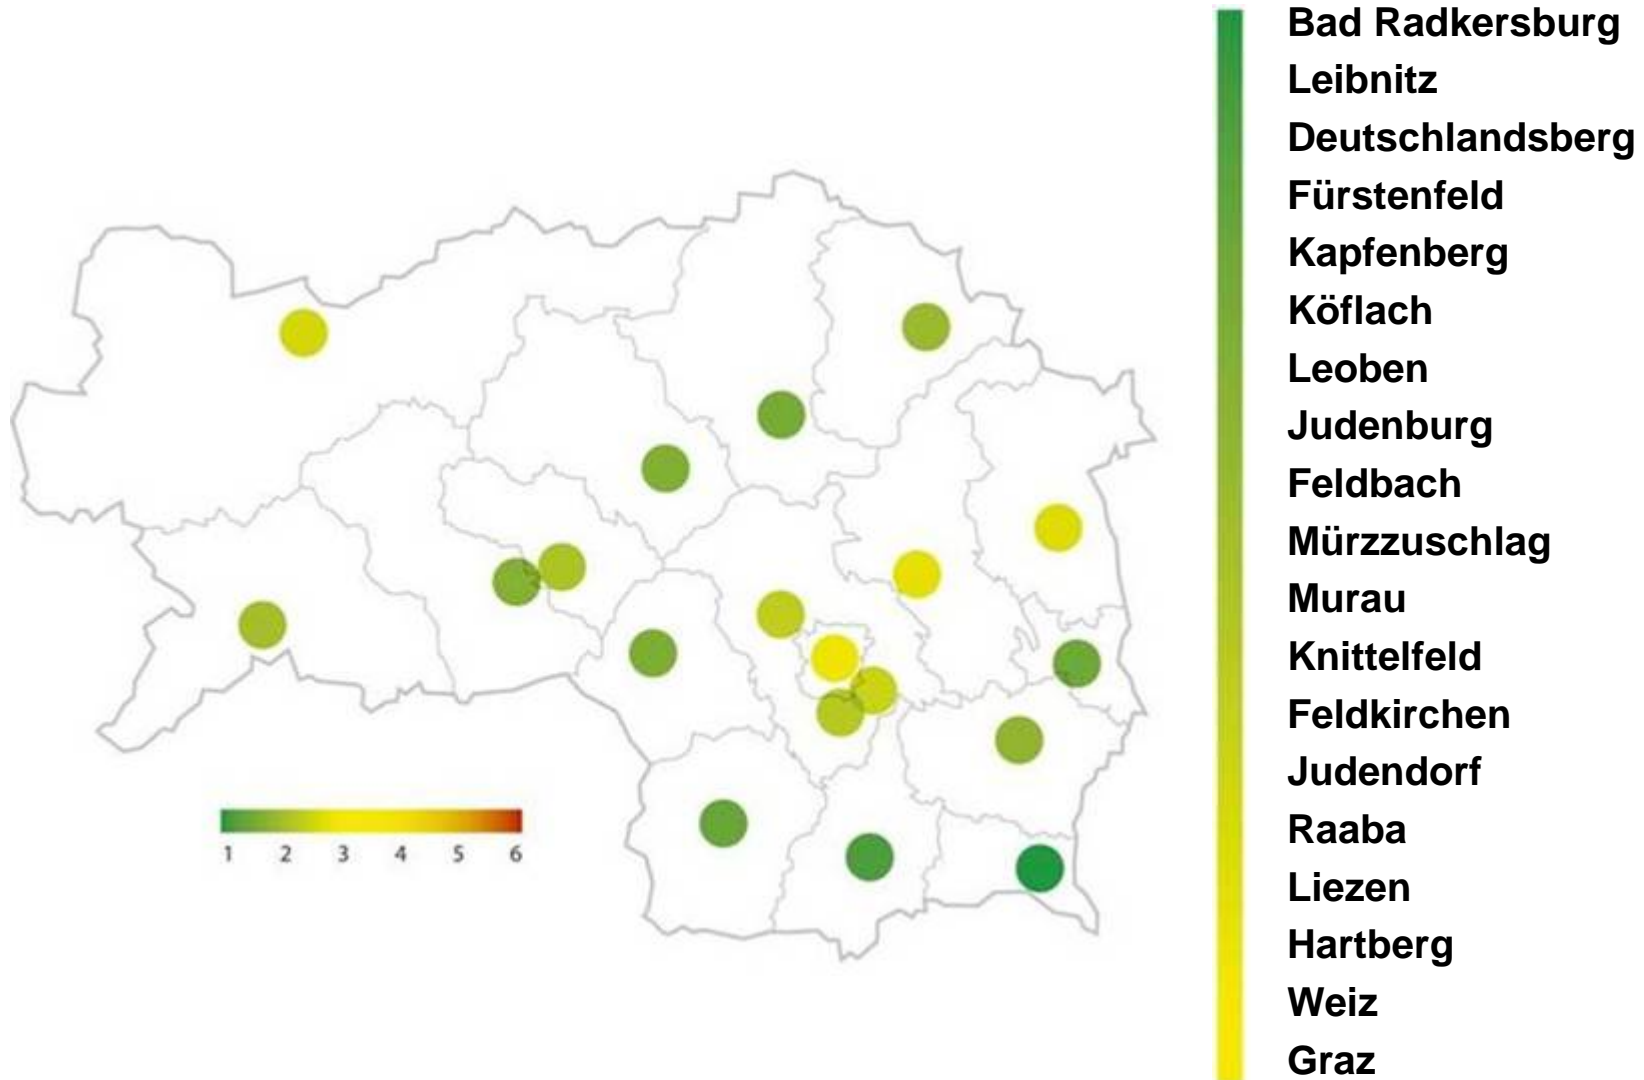 Bad Radkersburg
Leibnitz
Deutschlandsberg
Fürstenfeld
Kapfenberg
Köflach
Leoben
Judenburg
Feldbach
Mürzzuschlag
Murau
Knittelfeld
Feldkirchen
Judendorf
Raaba
Liezen
Hartberg
Weiz
Graz
1 2 3 4 5 6